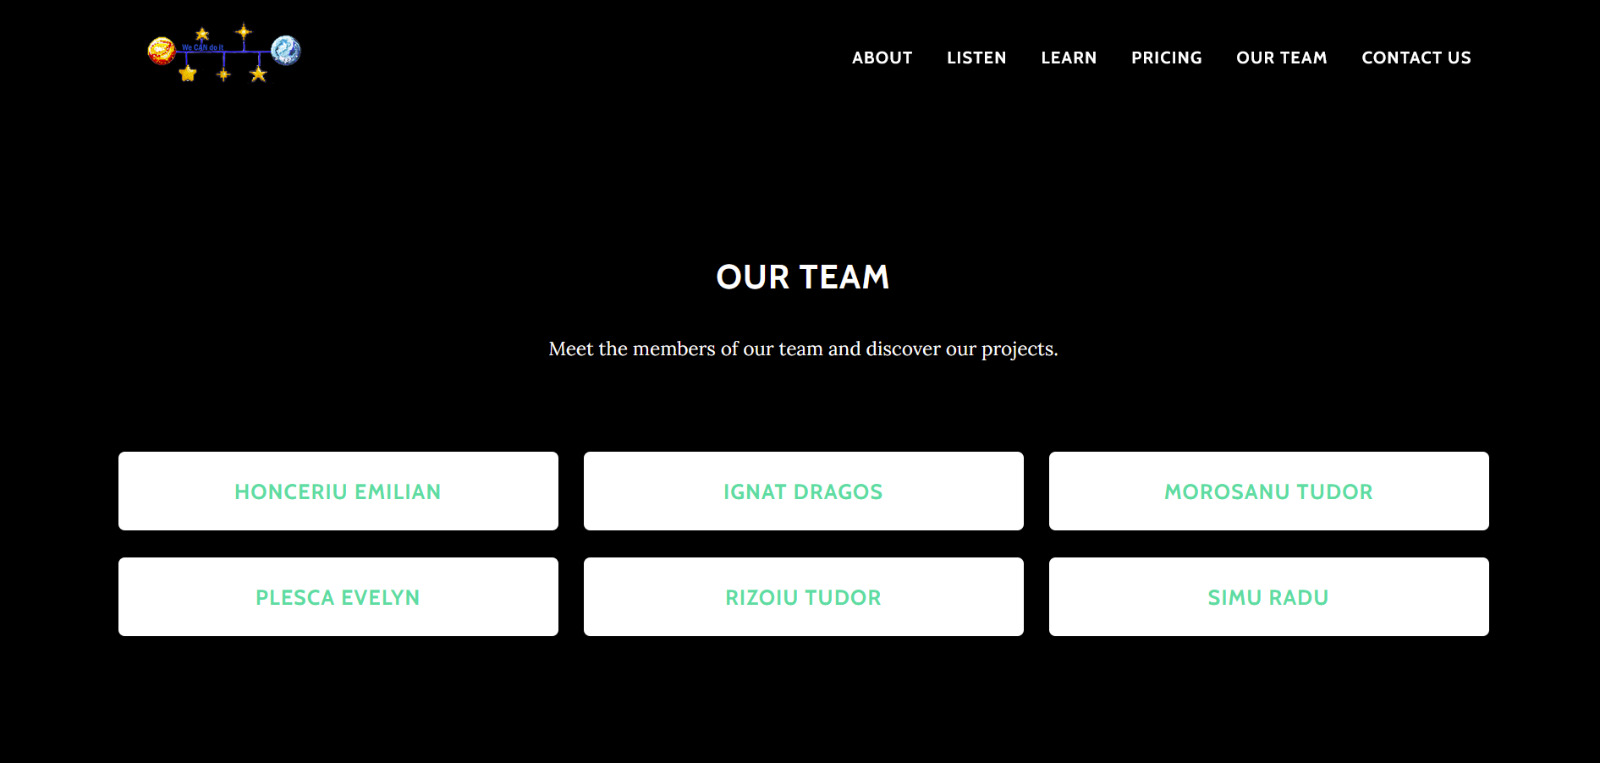 We CAN do it
ABOUT LISTEN LEARN PRICING OUR TEAM CONTACT US
OUR TEAM
Meet the members of our team and discover our projects.
HONCERIU EMILIAN
IGNAT DRAGOS
MOROSANU TUDOR
PLESCA EVELYN
RIZOIU TUDOR
SIMU RADU